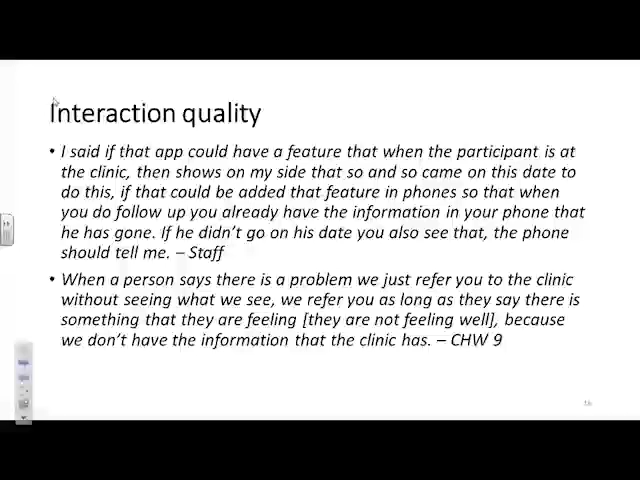 Interaction quality
• I said if that app could have a feature that when the participant is at
the clinic, then shows on my side that so and so came on this date to
do this, if that could be added that feature in phones so that when
you do follow up you already have the information in your phone that
he has gone. If he didn't go on his date you also see that, the phone
should tell me. – Staff
• When a person says there is a problem we just refer you to the clinic
without seeing what we see, we refer you as long as they say there is
something that they are feeling [they are not feeling well], because
we don't have the information that the clinic has. – CHW 9